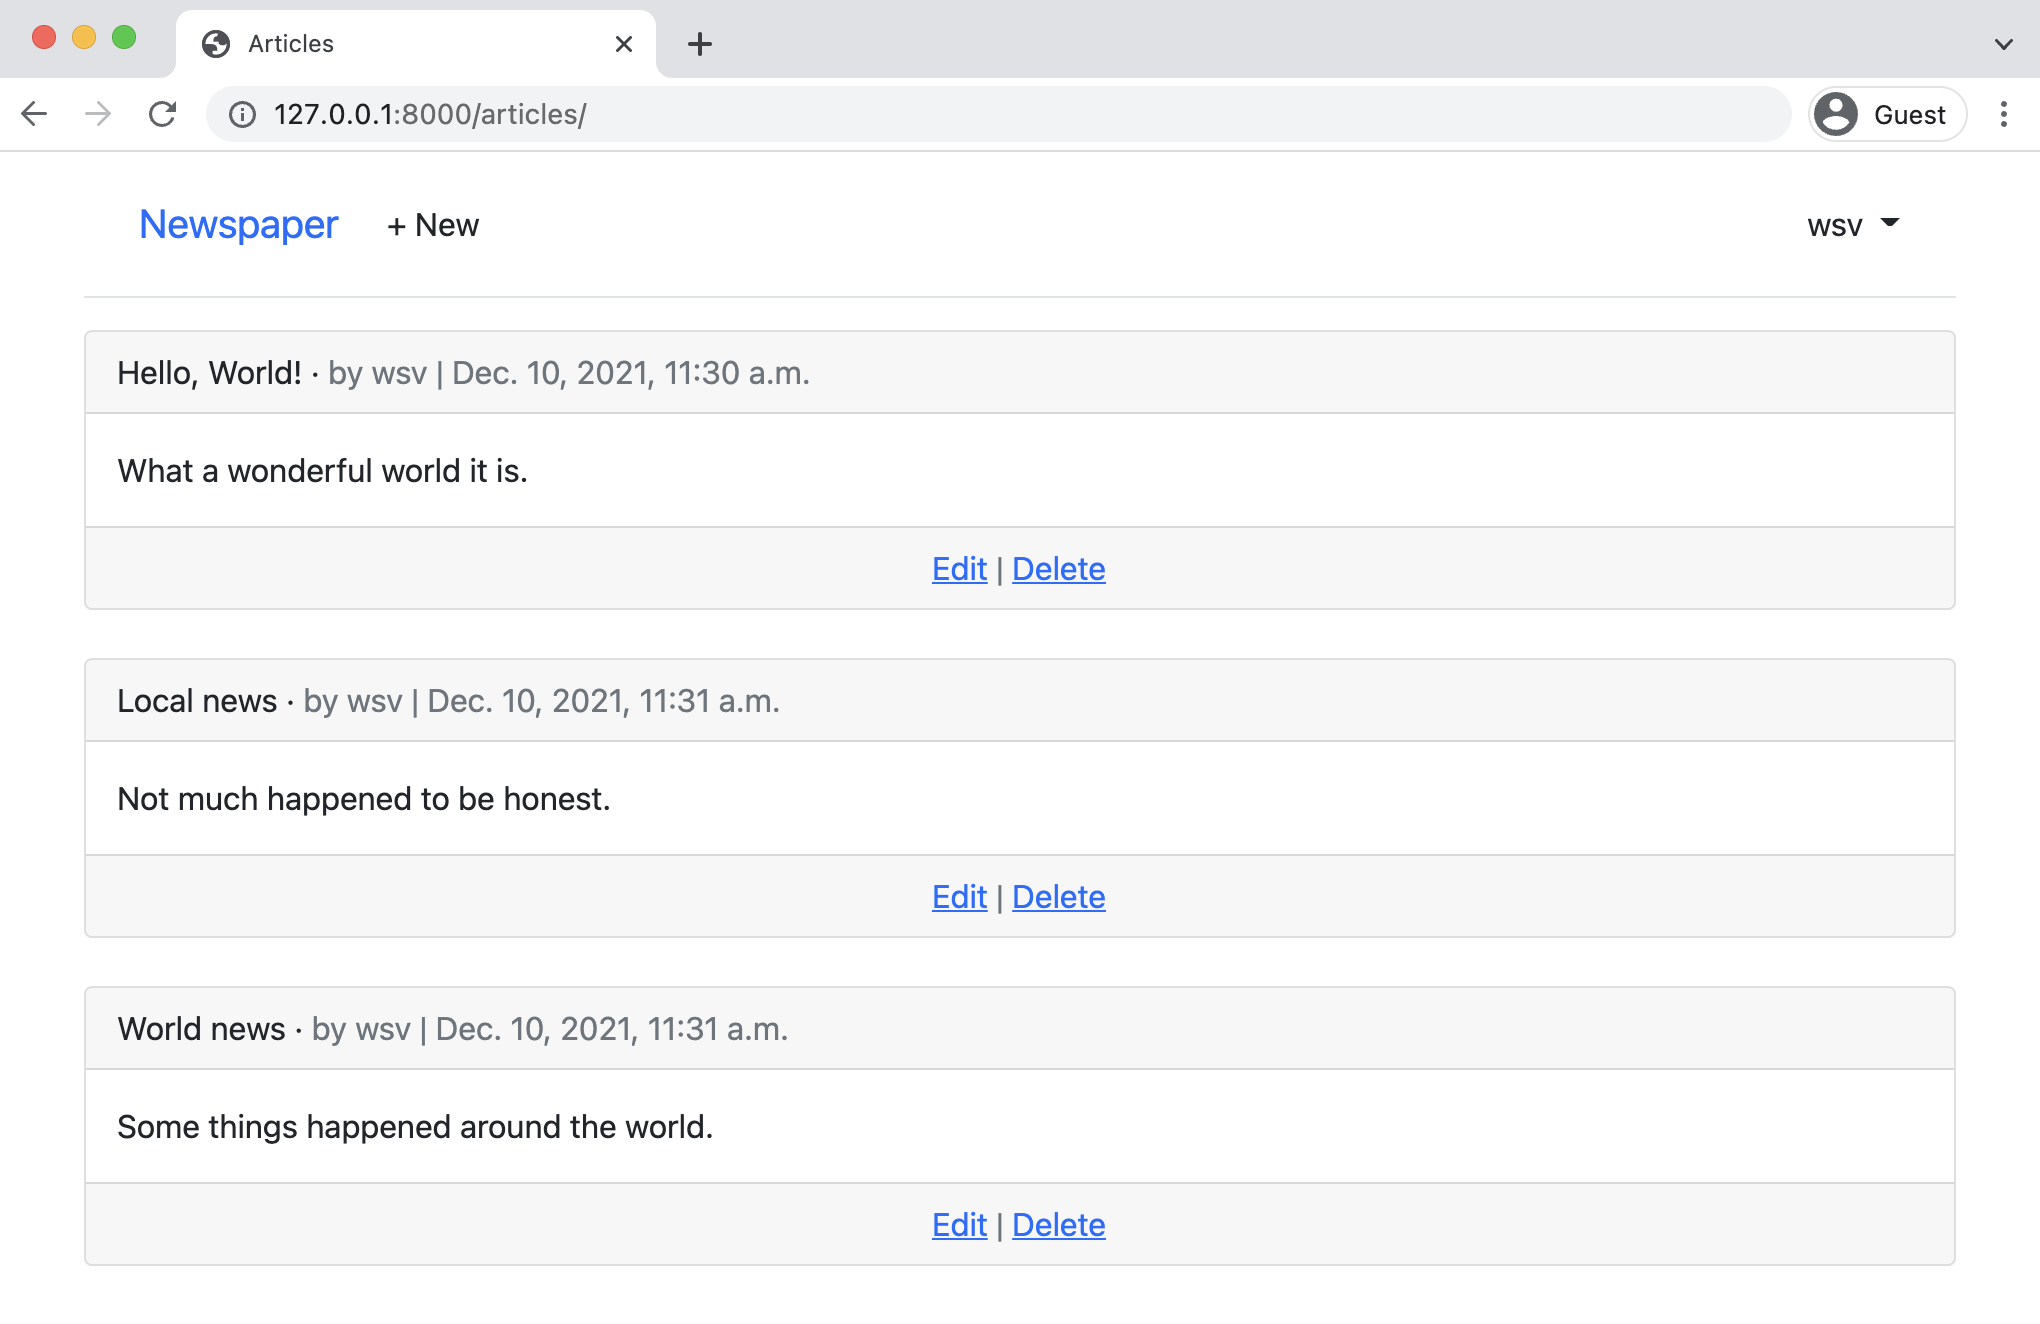 Articles
127.0.0.1:8000/articles/
Guest
Newspaper + New wsv
Hello, World! · by wsv | Dec. 10, 2021, 11:30 a.m.
What a wonderful world it is.
Edit | Delete
Local news · by wsv | Dec. 10, 2021, 11:31 a.m.
Not much happened to be honest.
Edit | Delete
World news · by wsv | Dec. 10, 2021, 11:31 a.m.
Some things happened around the world.
Edit | Delete